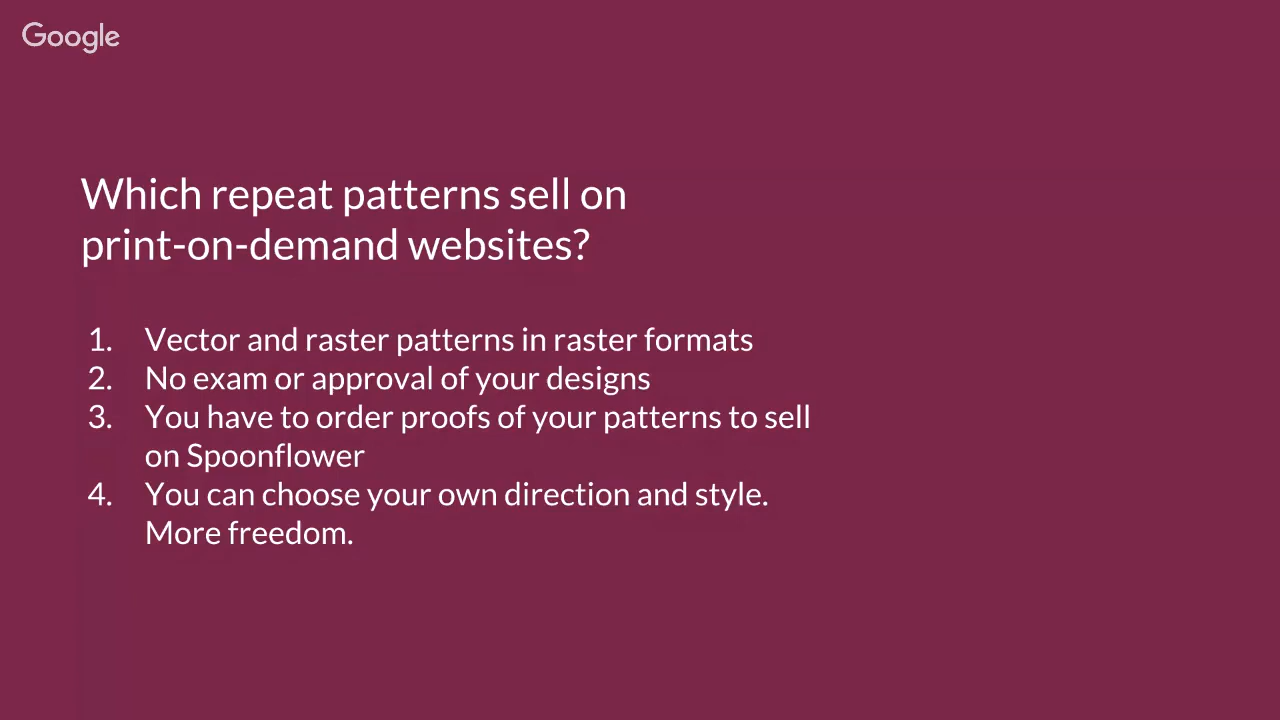 Google
Which repeat patterns sell on
print-on-demand websites?
1. Vector and raster patterns in raster formats
2. No exam or approval of your designs
3. You have to order proofs of your patterns to sell
on Spoonflower
4. You can choose your own direction and style.
More freedom.